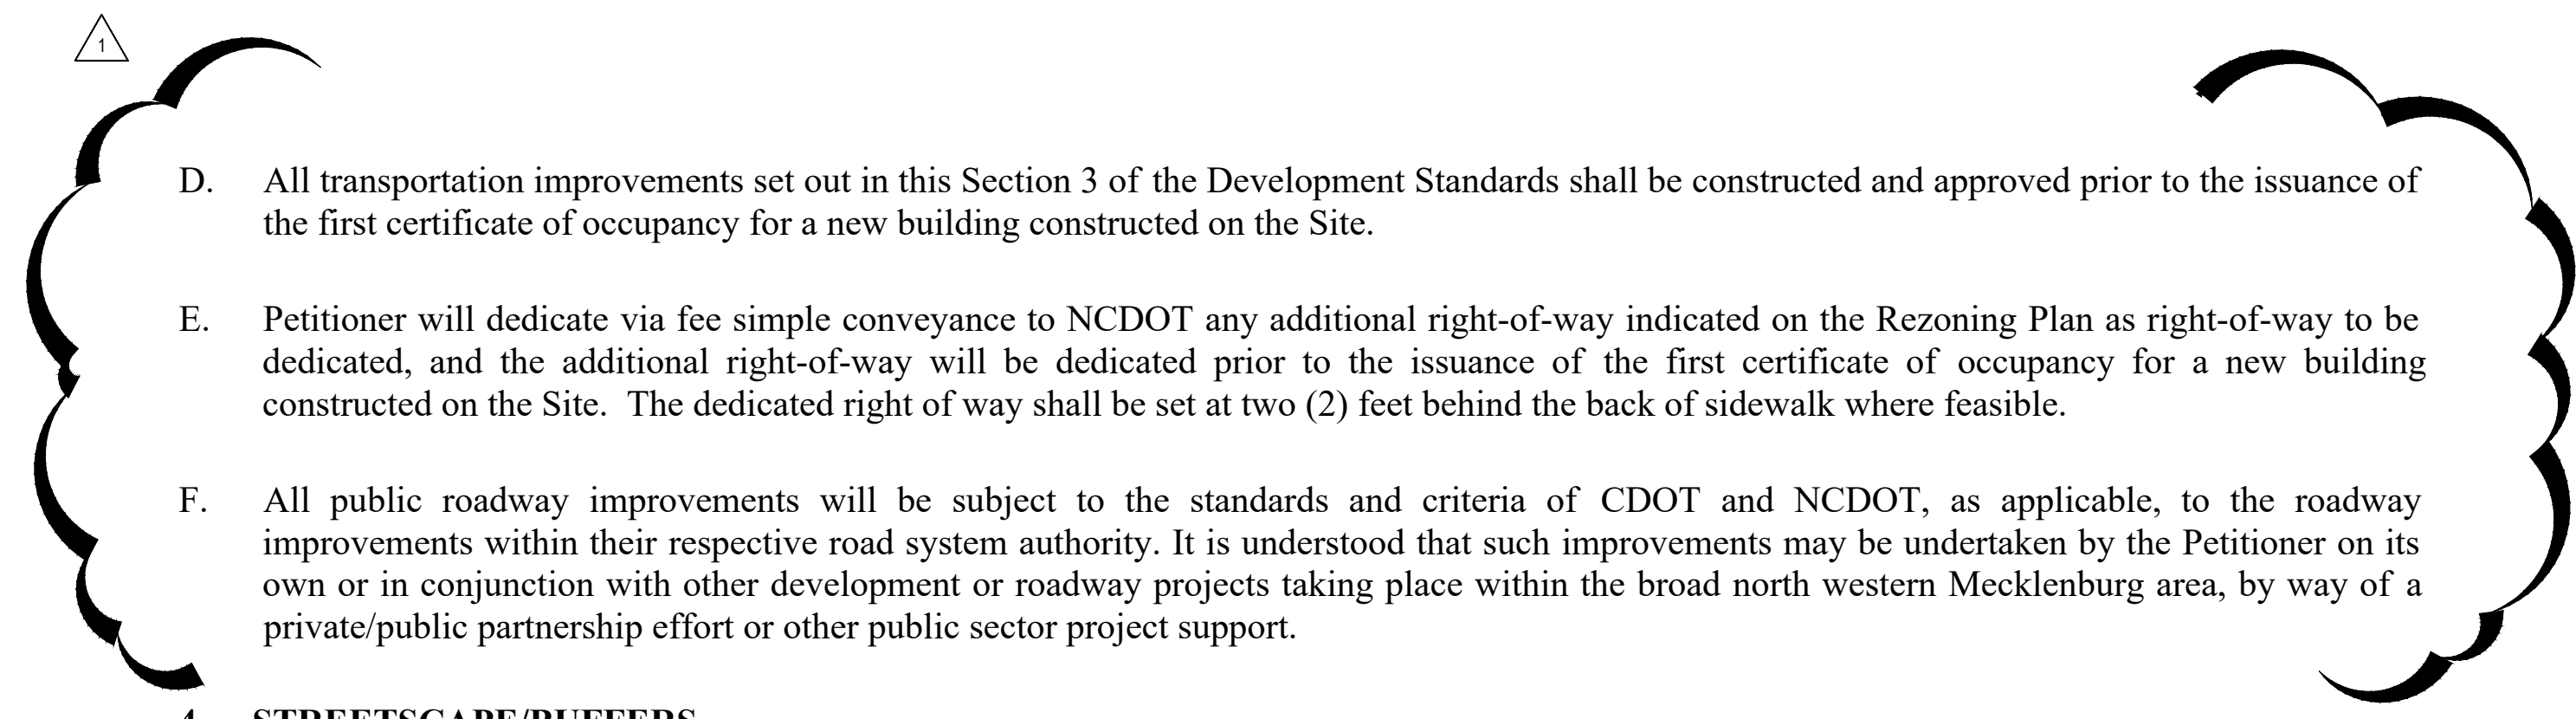 1
D. All transportation improvements set out in this Section 3 of the Development Standards shall be constructed and approved prior to the issuance of
the first certificate of occupancy for a new building constructed on the Site.
E. Petitioner will dedicate via fee simple conveyance to NCDOT any additional right-of-way indicated on the Rezoning Plan as right-of-way to be
dedicated, and the additional right-of-way will be dedicated prior to the issuance of the first certificate of occupancy for a new building
constructed on the Site. The dedicated right of way shall be set at two (2) feet behind the back of sidewalk where feasible.
F. All public roadway improvements will be subject to the standards and criteria of CDOT and NCDOT, as applicable, to the roadway
improvements within their respective road system authority. It is understood that such improvements may be undertaken by the Petitioner on its
own or in conjunction with other development or roadway projects taking place within the broad north western Mecklenburg area, by way of a
private/public partnership effort or other public sector project support.
4. STREETSCAPE/BUFFERS